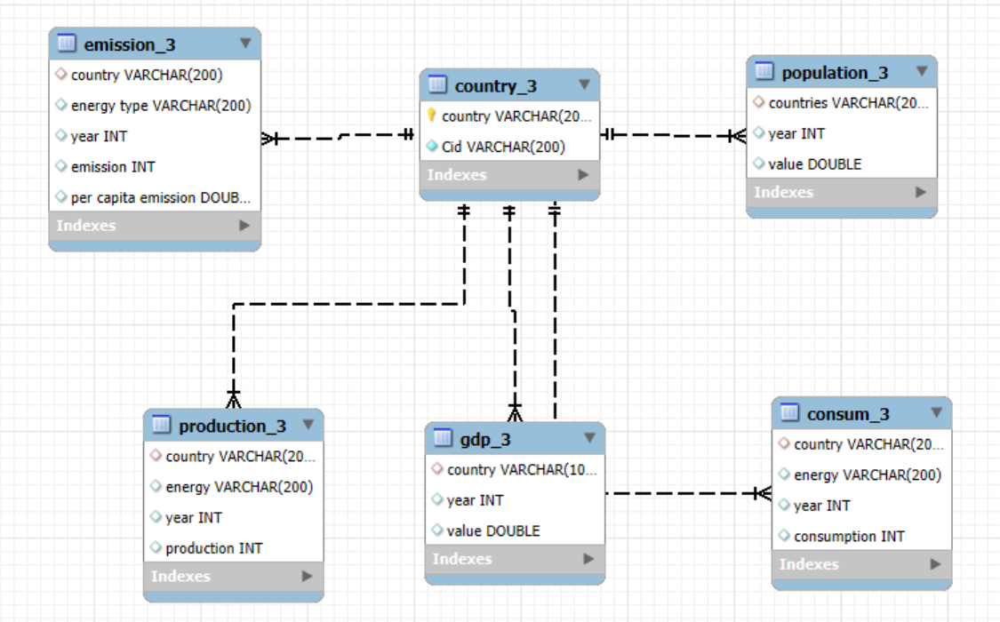 emission_3
country VARCHAR(200)
energy type VARCHAR(200)
year INT
emission INT
per capita emission DOUB...
Indexes
country_3
country VARCHAR(20...
Cid VARCHAR(200)
Indexes
population_3
countries VARCHAR(20...
year INT
value DOUBLE
Indexes
production_3
country VARCHAR(20...
energy VARCHAR(200)
year INT
production INT
Indexes
gdp_3
country VARCHAR(10...
year INT
value DOUBLE
Indexes
consum_3
country VARCHAR(20...
energy VARCHAR(200)
year INT
consumption INT
Indexes